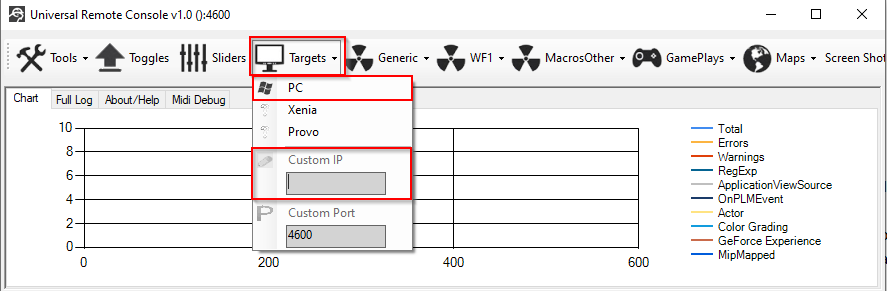 Universal Remote Console v1.0 ():4600
Tools Toggles Sliders Targets Generic WF1 MacrosOther GamePlays Maps Screen Shot
Chart Full Log About/Help Midi Debug
PC
Xenia
Provo
Custom IP
Custom Port
4600
10
8
6
4
2
0
0 200 400 600
Total
Errors
Warnings
RegExp
ApplicationViewSource
OnPLMEvent
Actor
Color Grading
GeForce Experience
MipMapped